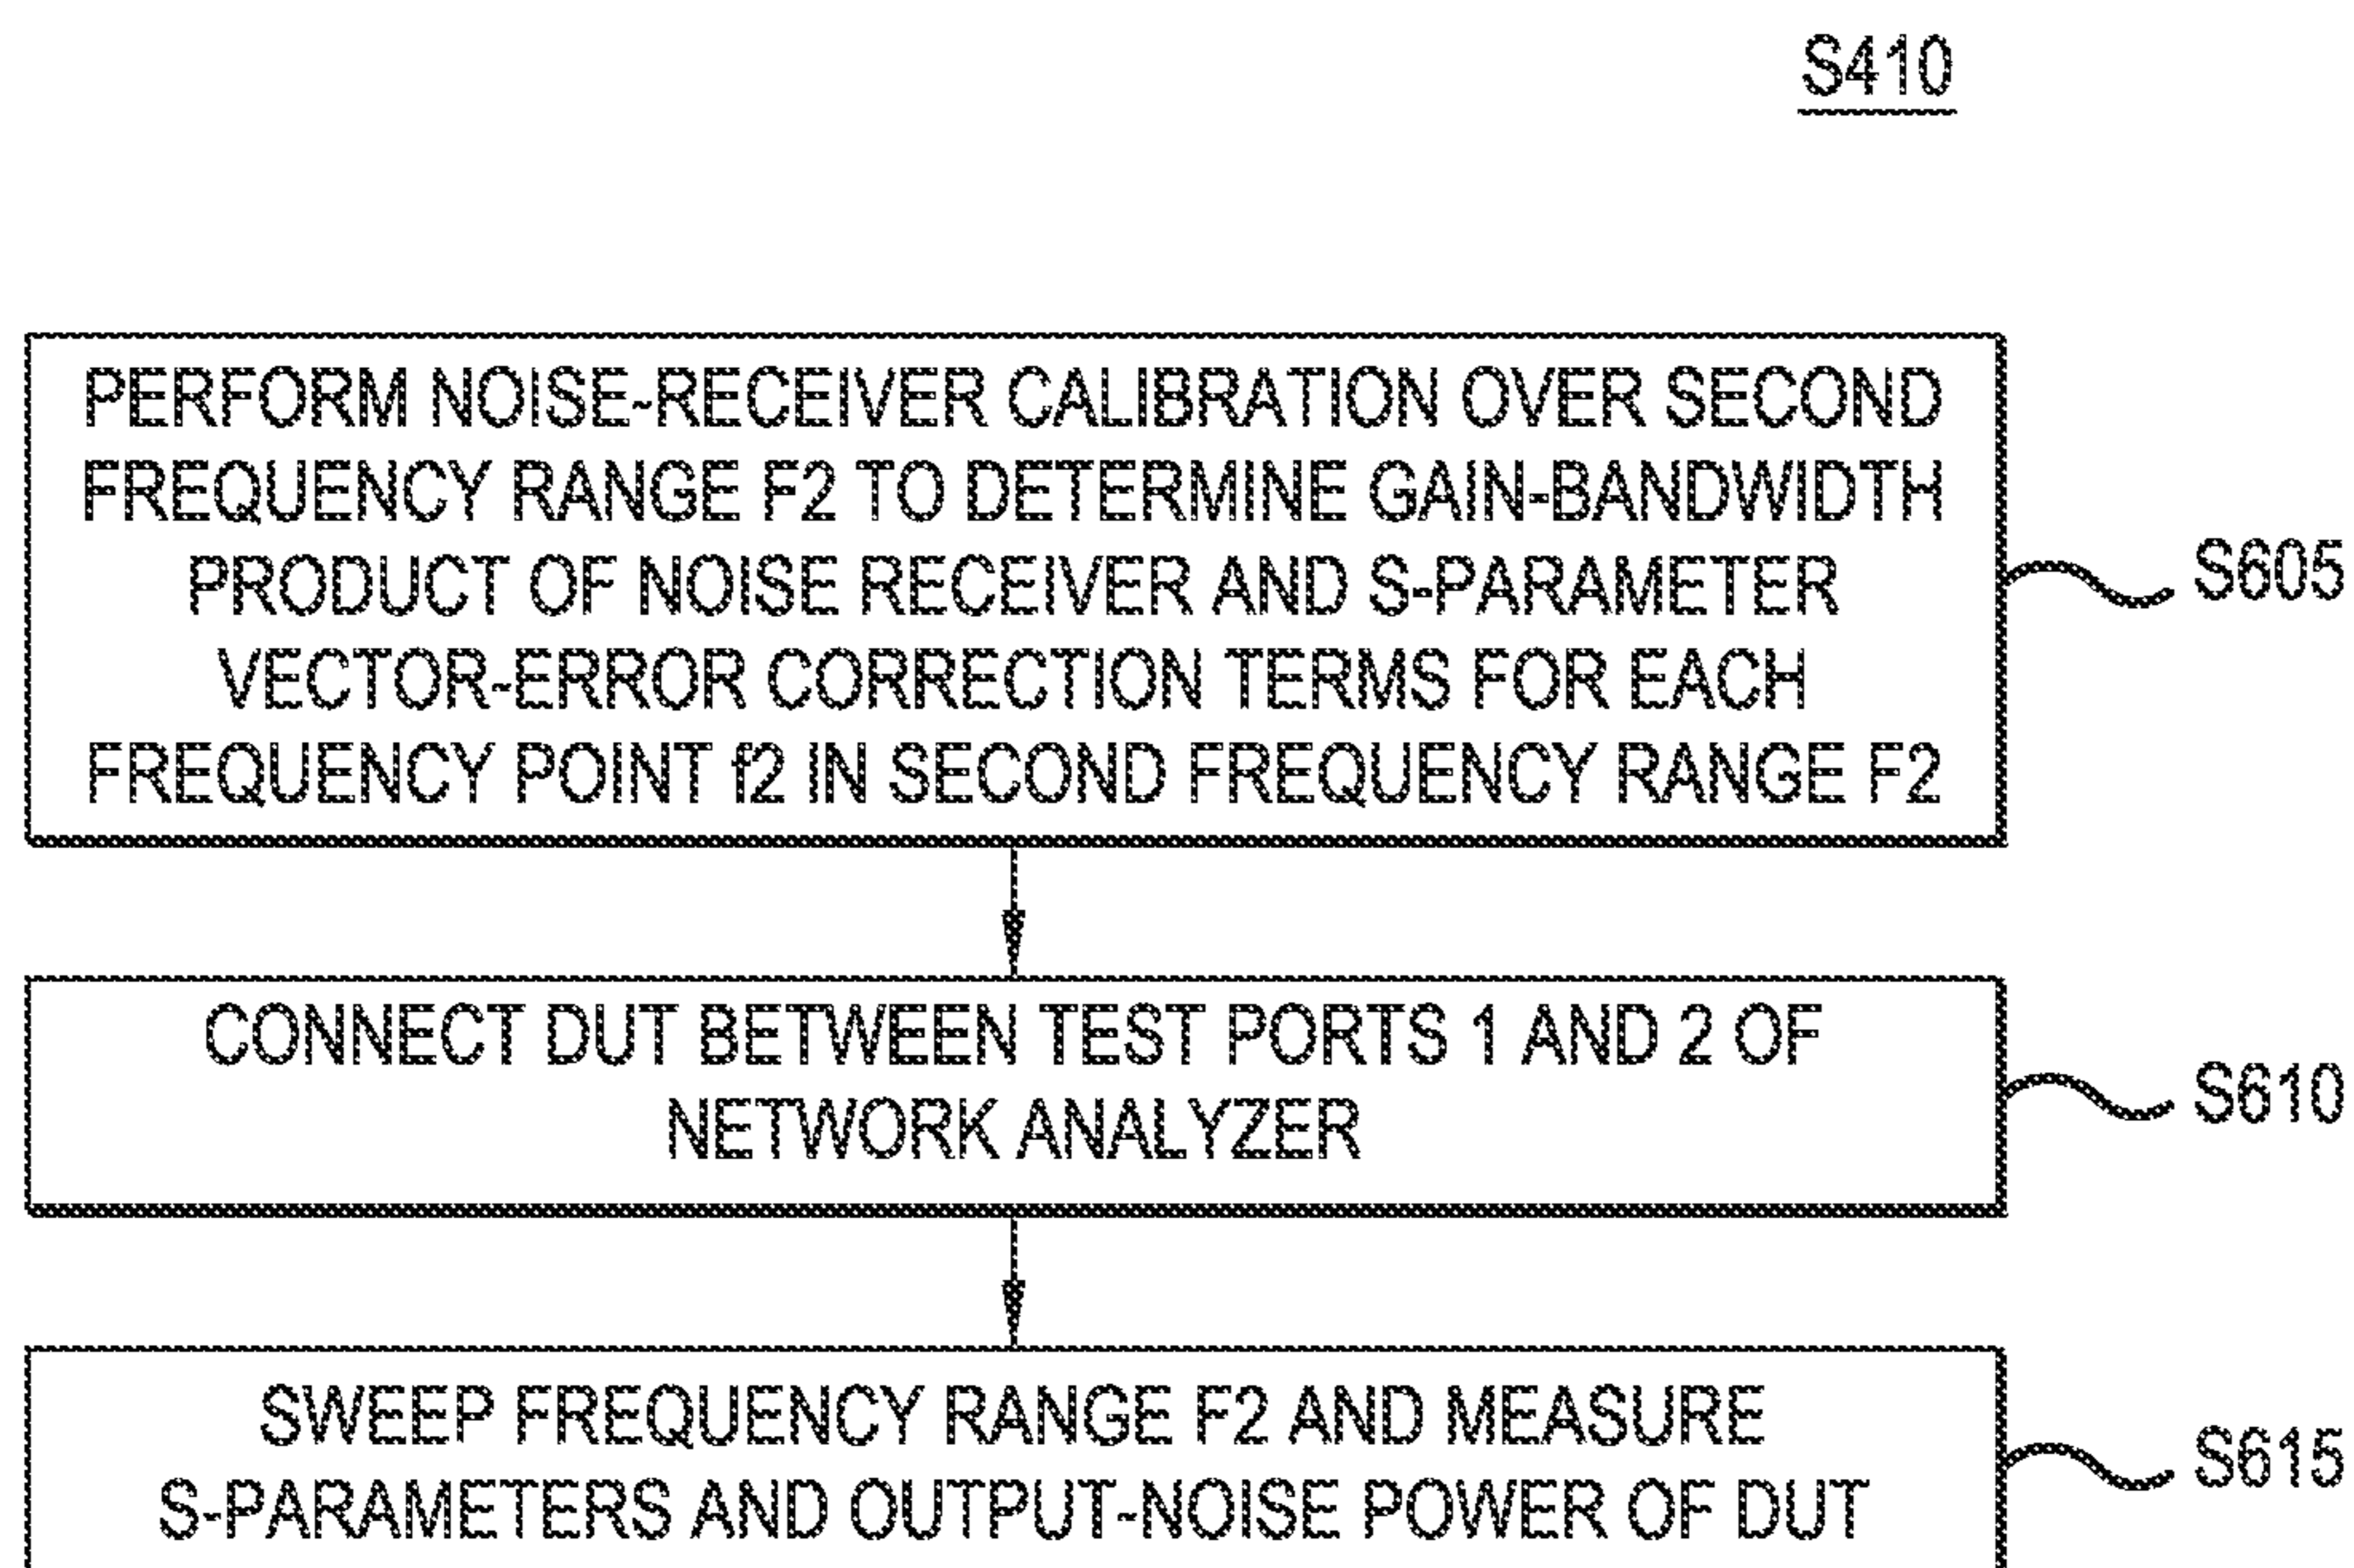 S410
PERFORM NOISE-RECEIVER CALIBRATION OVER SECOND
FREQUENCY RANGE F2 TO DETERMINE GAIN-BANDWIDTH
PRODUCT OF NOISE RECEIVER AND S-PARAMETER
VECTOR-ERROR CORRECTION TERMS FOR EACH
FREQUENCY POINT f2 IN SECOND FREQUENCY RANGE F2
S605
CONNECT DUT BETWEEN TEST PORTS 1 AND 2 OF
NETWORK ANALYZER
S610
SWEEP FREQUENCY RANGE F2 AND MEASURE
S-PARAMETERS AND OUTPUT-NOISE POWER OF DUT
S615